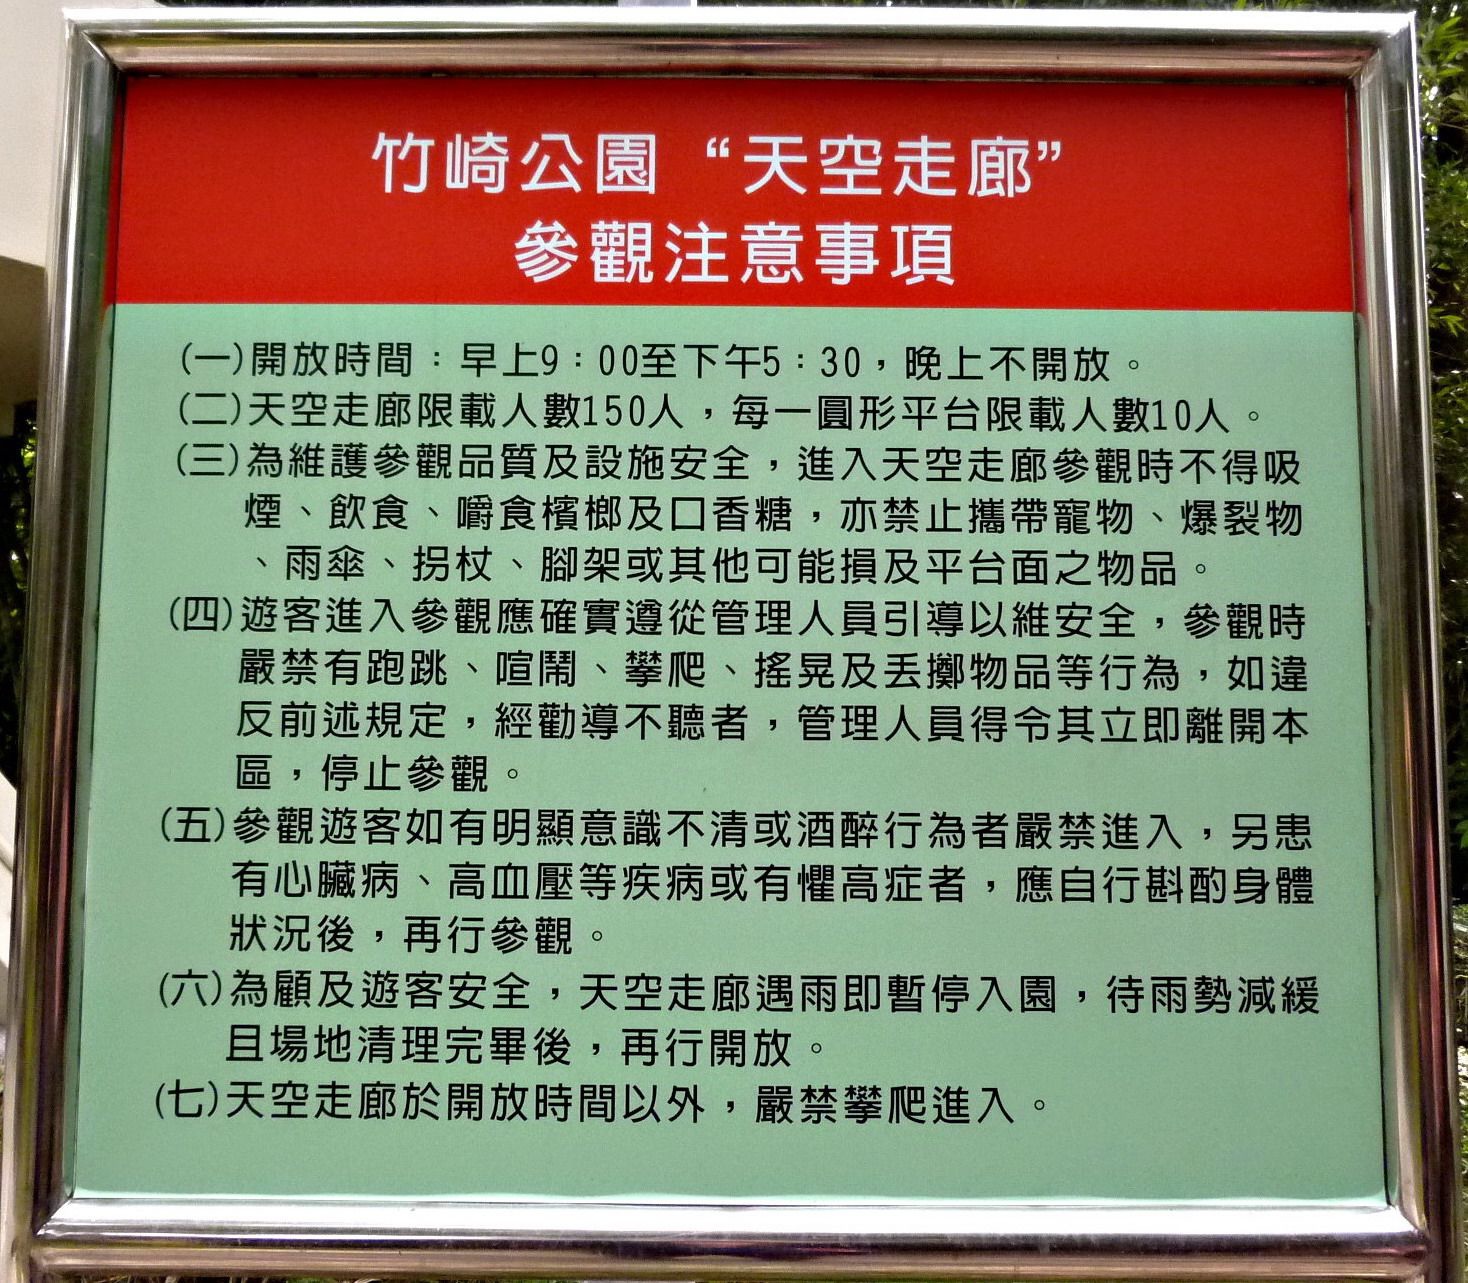 竹崎公園“天空走廊”
參觀注意事項
(一)開放時間：早上9：00至下午5：30，晚上不開放。
(二)天空走廊限載人數150人，每一圓形平台限載人數10人。
(三)為維護參觀品質及設施安全，進入天空走廊參觀時不得吸
煙、飲食、嚼食檳榔及口香糖，亦禁止攜帶寵物、爆裂物
、雨傘、拐杖、腳架或其他可能損及平台面之物品。
(四)遊客進入參觀應確實遵從管理人員引導以維安全，參觀時
嚴禁有跑跳、喧鬧、攀爬、搖晃及丟擲物品等行為，如違
反前述規定，經勸導不聽者，管理人員得令其立即離開本
區，停止參觀。
(五)參觀遊客如有明顯意識不清或酒醉行為者嚴禁進入，另患
有心臟病、高血壓等疾病或有懼高症者，應自行斟酌身體
狀況後，再行參觀。
(六)為顧及遊客安全，天空走廊遇雨即暫停入園，待雨勢減緩
且場地清理完畢後，再行開放。
(七)天空走廊於開放時間以外，嚴禁攀爬進入。